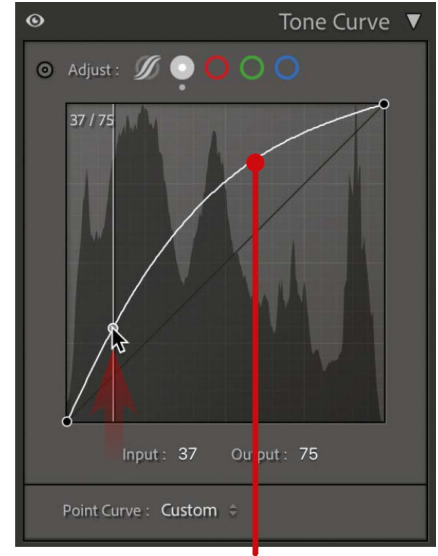 Tone Curve
Adjust :
37 / 75
Input : 37 Output : 75
Point Curve : Custom